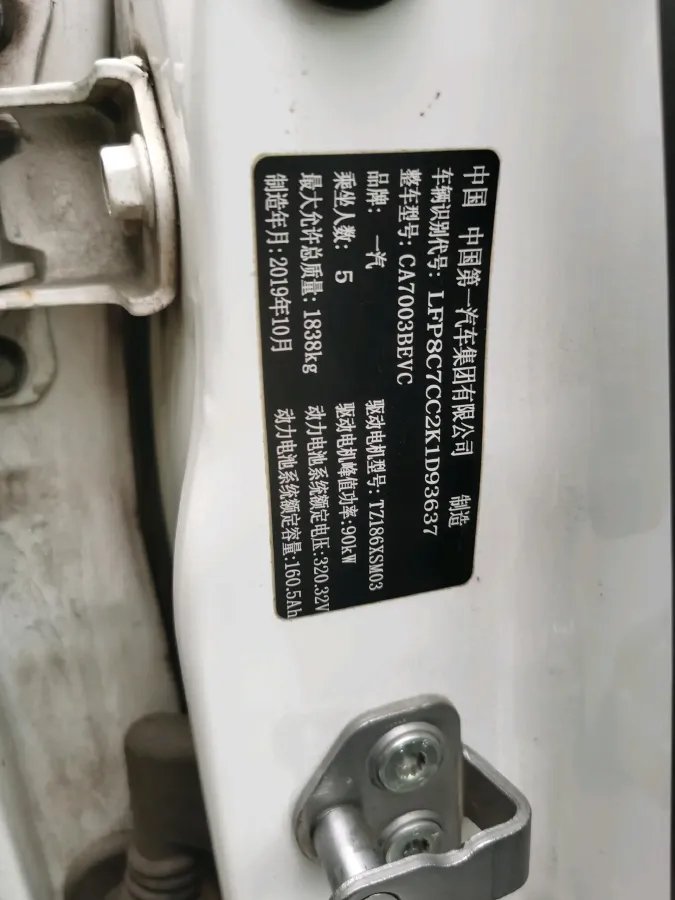 中国 中国第一汽车集团有限公司 制造
车辆识别代号: LFP8C7CC2K1D93637
整车型号: CA7003BEVC
驱动电机型号: TZ186XSM03
品牌: 一汽
驱动电机峰值功率:90kW
乘坐人数: 5
动力电池系统额定电压:320.32V
最大允许总质量: 1838kg
动力电池系统额定容量:160.5Ah
制造年月: 2019年10月